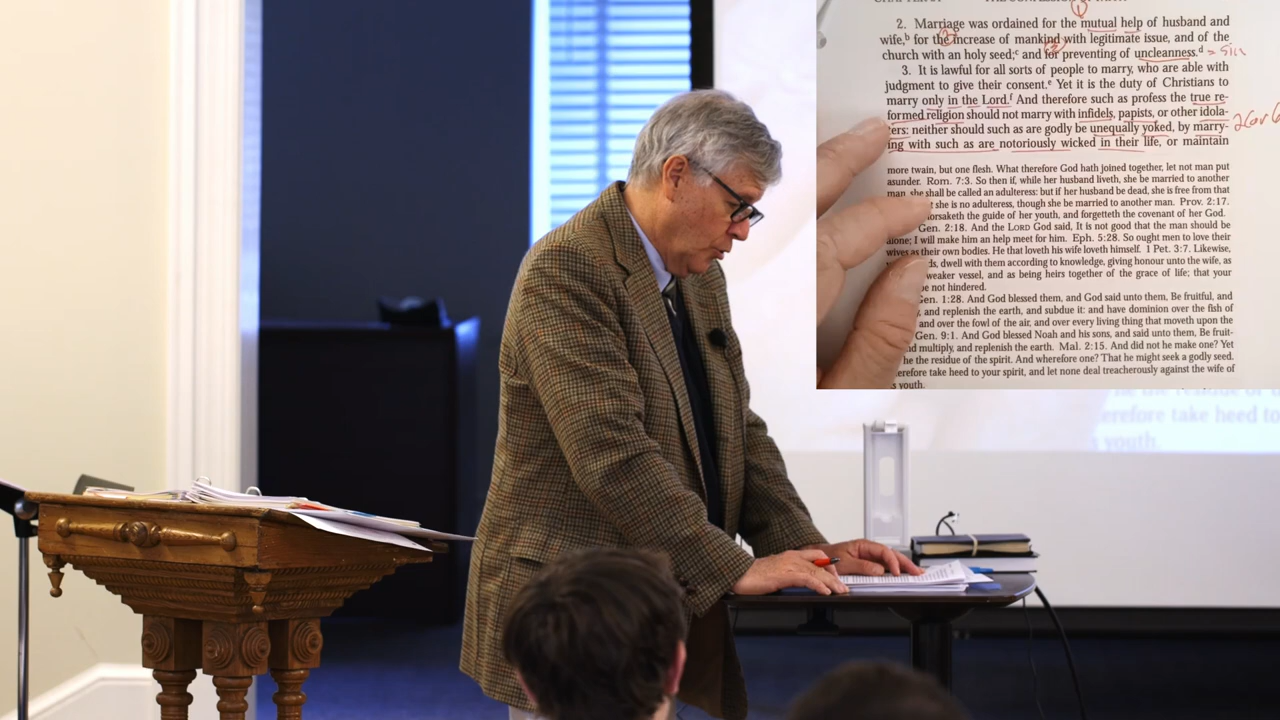 2. Marriage was ordained for the mutual help of husband and
wife,ᵇ for the increase of mankind with legitimate issue, and of the
church with an holy seed;ᶜ and for preventing of uncleanness.ᵈ = Sin
3. It is lawful for all sorts of people to marry, who are able with
judgment to give their consent.ᵉ Yet it is the duty of Christians to
marry only in the Lord.ᶠ And therefore such as profess the true re-
formed religion should not marry with infidels, papists, or other idola-
ters: neither should such as are godly be unequally yoked, by marry-
ing with such as are notoriously wicked in their life, or maintain
more twain, but one flesh. What therefore God hath joined together, let not man put
asunder. Rom. 7:3. So then if, while her husband liveth, she be married to another
man, she shall be called an adulteress: but if her husband be dead, she is free from that
she is no adulteress, though she be married to another man. Prov. 2:17.
forsaketh the guide of her youth, and forgetteth the covenant of her God.
Gen. 2:18. And the LORD God said, It is not good that the man should be
alone; I will make him an help meet for him. Eph. 5:28. So ought men to love their
wives as their own bodies. He that loveth his wife loveth himself. 1 Pet. 3:7. Likewise,
ds, dwell with them according to knowledge, giving honour unto the wife, as
weaker vessel, and as being heirs together of the grace of life; that your
be not hindered.
Gen. 1:28. And God blessed them, and God said unto them, Be fruitful, and
, and replenish the earth, and subdue it: and have dominion over the fish of
and over the fowl of the air, and over every living thing that moveth upon the
Gen. 9:1. And God blessed Noah and his sons, and said unto them, Be fruit-
nd multiply, and replenish the earth. Mal. 2:15. And did not he make one? Yet
he the residue of the spirit. And wherefore one? That he might seek a godly seed.
erefore take heed to your spirit, and let none deal treacherously against the wife of
s youth.
erefore take heed to
s youth.